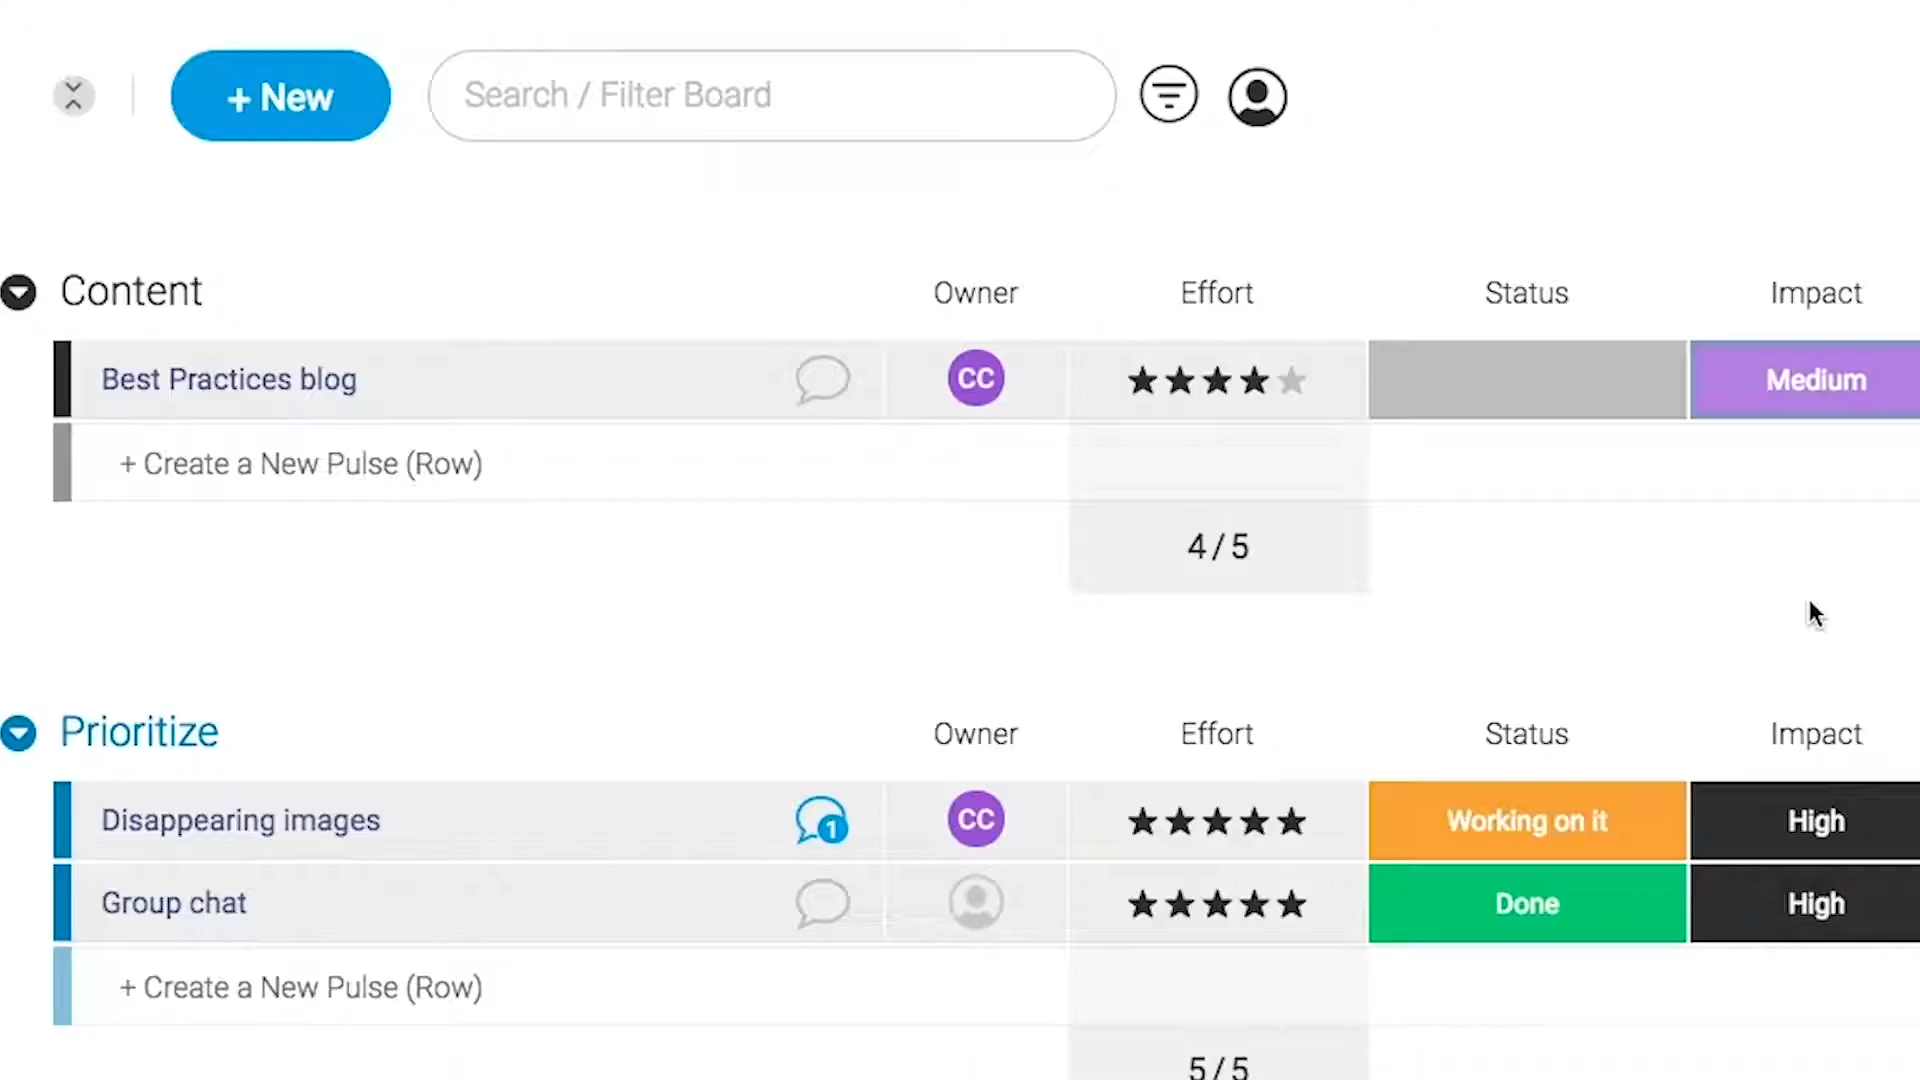 + New
Search / Filter Board
Content Owner Effort Status Impact
Best Practices blog CC Medium
+ Create a New Pulse (Row)
4 / 5
Prioritize Owner Effort Status Impact
Disappearing images 1 CC Working on it High
Group chat Done High
+ Create a New Pulse (Row)
5 / 5